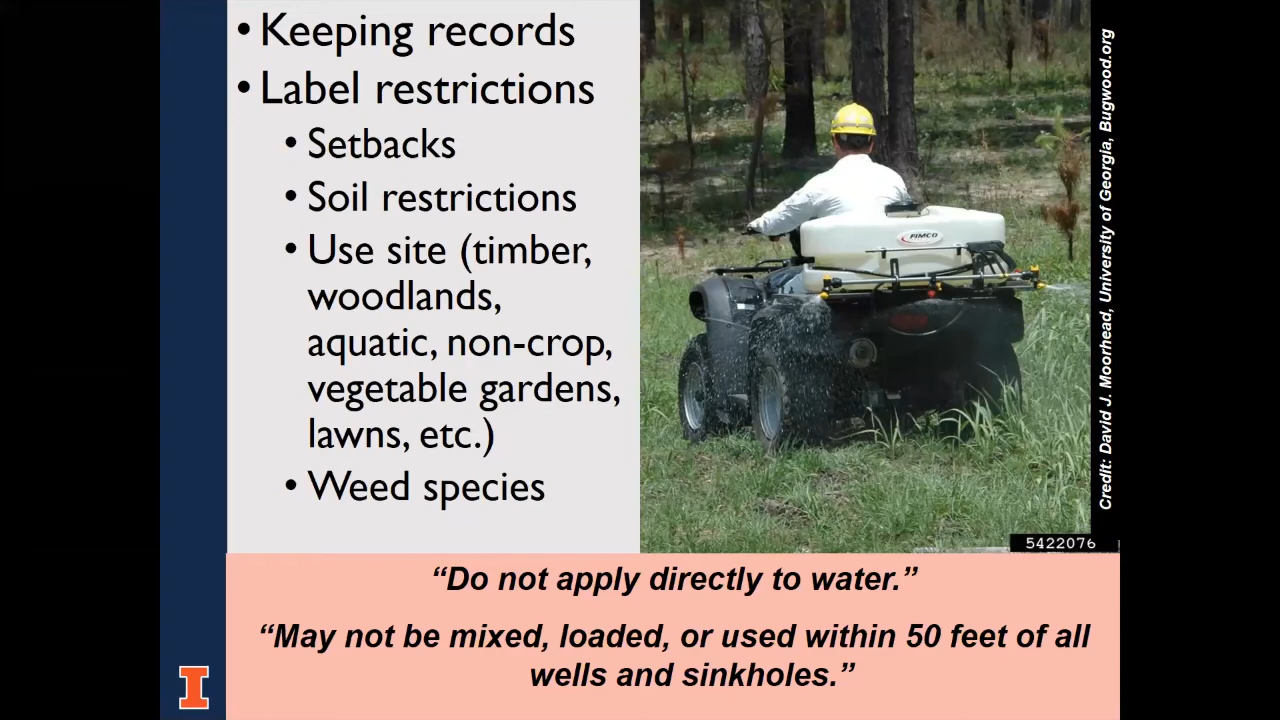 • Keeping records
• Label restrictions
• Setbacks
• Soil restrictions
• Use site (timber,
woodlands,
aquatic, non-crop,
vegetable gardens,
lawns, etc.)
• Weed species
FIMCO
Credit: David J. Moorhead, University of Georgia, Bugwood.org
5422076
“Do not apply directly to water.”
“May not be mixed, loaded, or used within 50 feet of all
wells and sinkholes.”
I